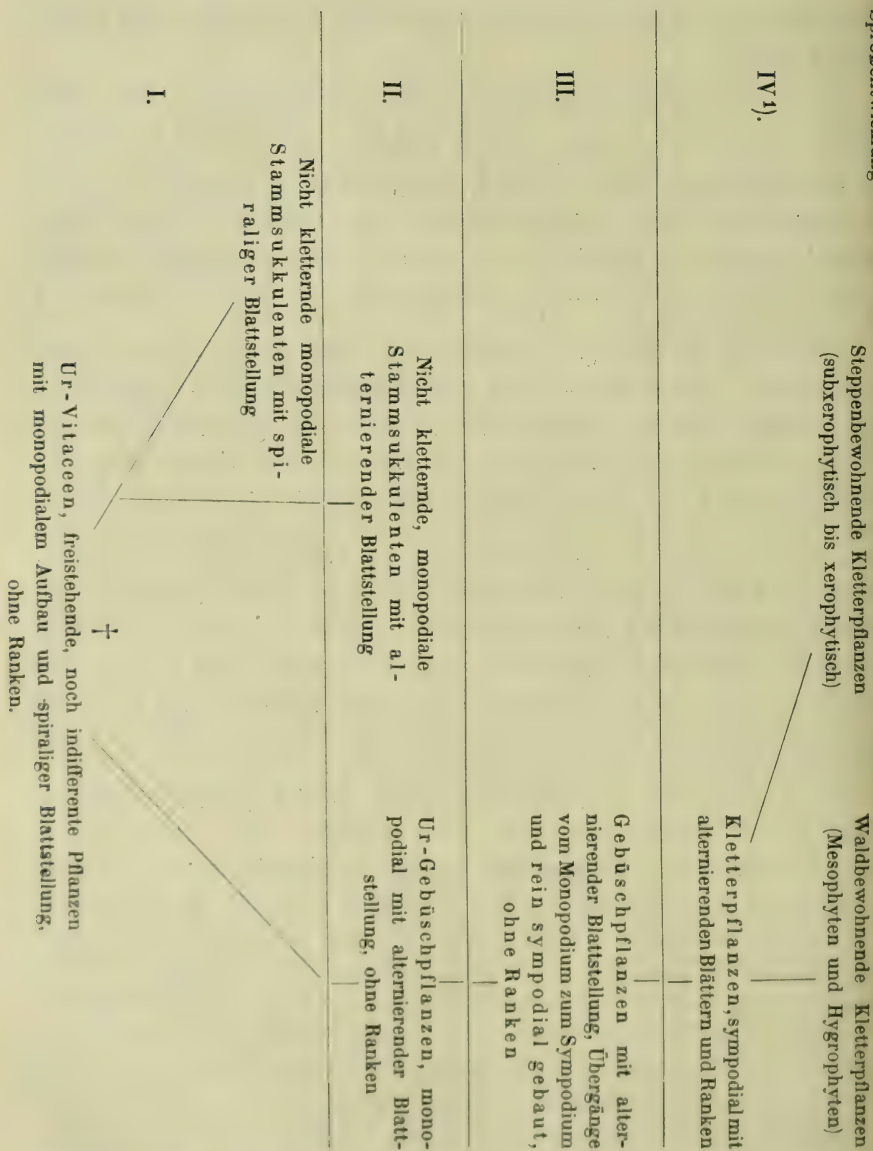 Steppenbewohnende Kletterpflanzen
(subxerophytisch bis xerophytisch)
Waldbewohnende Kletterpflanzen
(Mesophyten und Hygrophyten)
IV¹).
Kletterpflanzen, sympodial mit
alternierenden Blättern und Ranken
III.
Gebüschpflanzen mit alter-
nierender Blattstellung, Übergänge
vom Monopodium zum Sympodium
und rein sympodial gebaut,
ohne Ranken
II.
Nicht kletternde, monopodiale
Stammsukkulenten mit al-
ternierender Blattstellung
Ur-Gebüschpflanzen, mono-
podial mit alternierender Blatt-
stellung, ohne Ranken
I.
Nicht kletternde monopodiale
Stammsukkulenten mit spi-
raliger Blattstellung
†
Ur-Vitaceen, freistehende, noch indifferente Pflanzen
mit monopodialem Aufbau und spiraliger Blattstellung,
ohne Ranken.